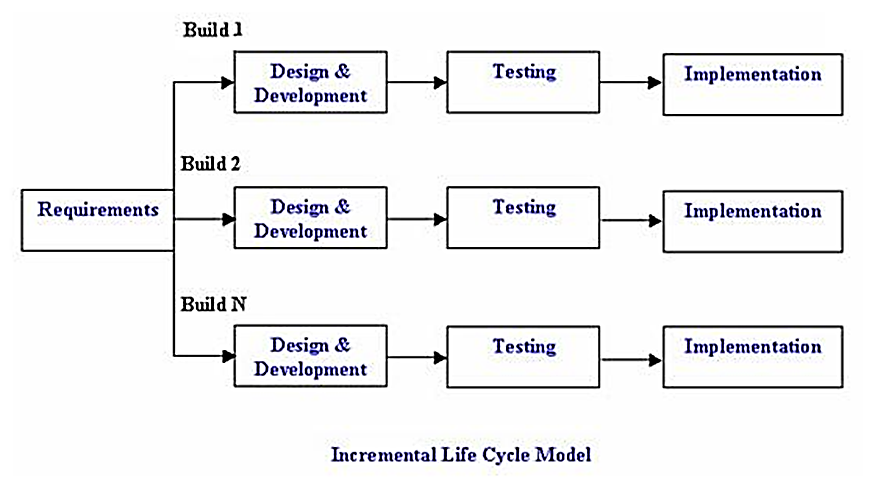 Build 1
Design &
Development
Testing
Implementation
Build 2
Requirements
Design &
Development
Testing
Implementation
Build N
Design &
Development
Testing
Implementation
Incremental Life Cycle Model